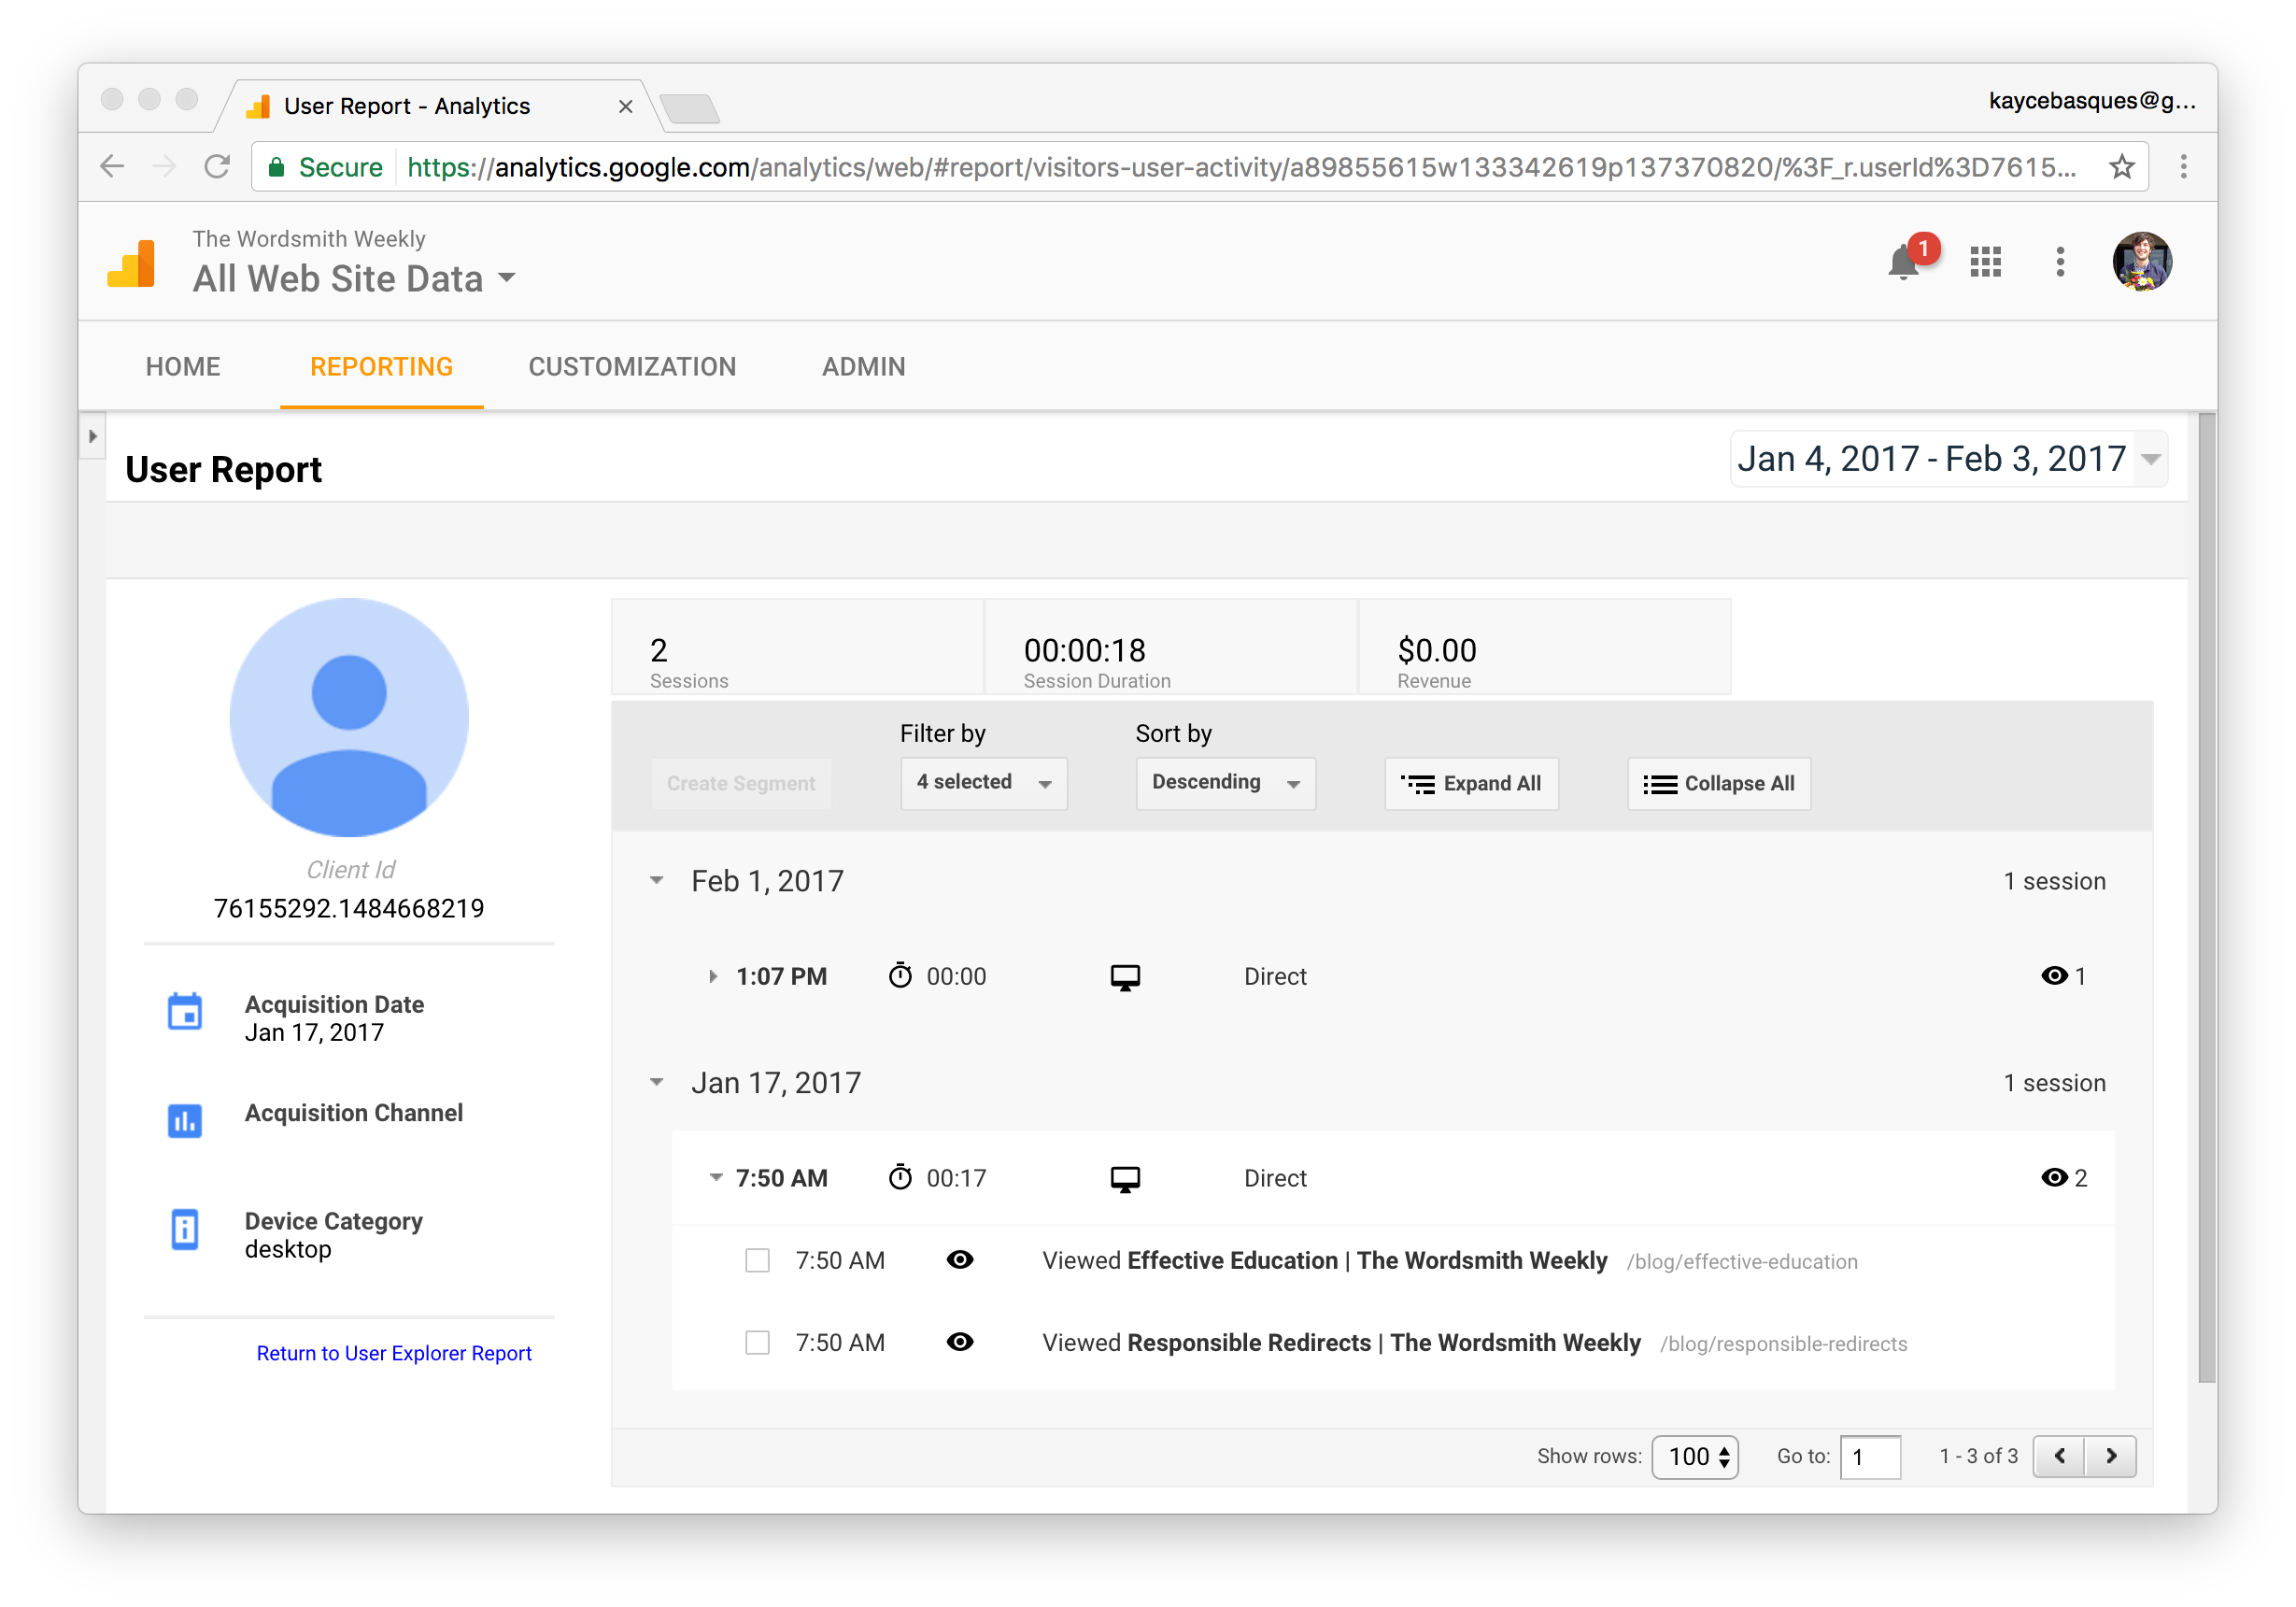 User Report - Analytics
kaycebasques@g...
Secure https://analytics.google.com/analytics/web/#report/visitors-user-activity/a89855615w133342619p137370820/%3F_r.userId%3D7615...
The Wordsmith Weekly
All Web Site Data
1
HOME REPORTING CUSTOMIZATION ADMIN
User Report
Jan 4, 2017 - Feb 3, 2017
2
Sessions
00:00:18
Session Duration
$0.00
Revenue
Filter by
Sort by
Create Segment
4 selected
Descending
Expand All
Collapse All
Client Id
76155292.1484668219
Acquisition Date
Jan 17, 2017
Acquisition Channel
Device Category
desktop
Return to User Explorer Report
Feb 1, 2017 1 session
1:07 PM 00:00 Direct 1
Jan 17, 2017 1 session
7:50 AM 00:17 Direct 2
7:50 AM Viewed Effective Education | The Wordsmith Weekly /blog/effective-education
7:50 AM Viewed Responsible Redirects | The Wordsmith Weekly /blog/responsible-redirects
Show rows: 100 Go to: 1 1 - 3 of 3